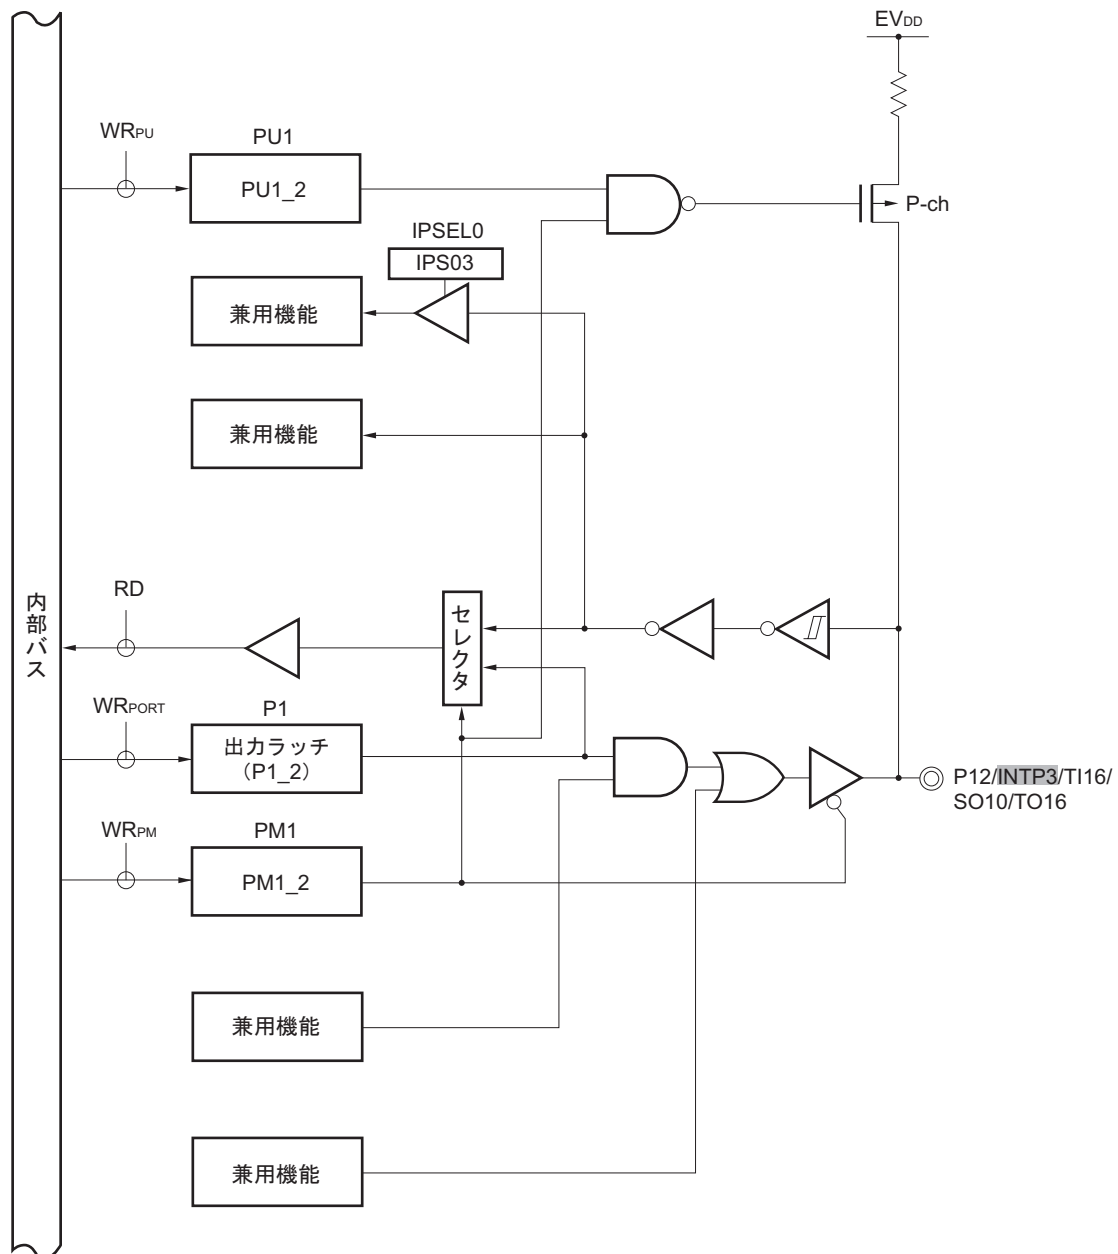 EVDD
WRPU
PU1
PU1_2
P-ch
IPSEL0
IPS03
兼用機能
兼用機能
内部バス
RD
セレクタ
WRPORT
P1
出力ラッチ
（P1_2）
P12/INTP3/TI16/
SO10/TO16
WRPM
PM1
PM1_2
兼用機能
兼用機能